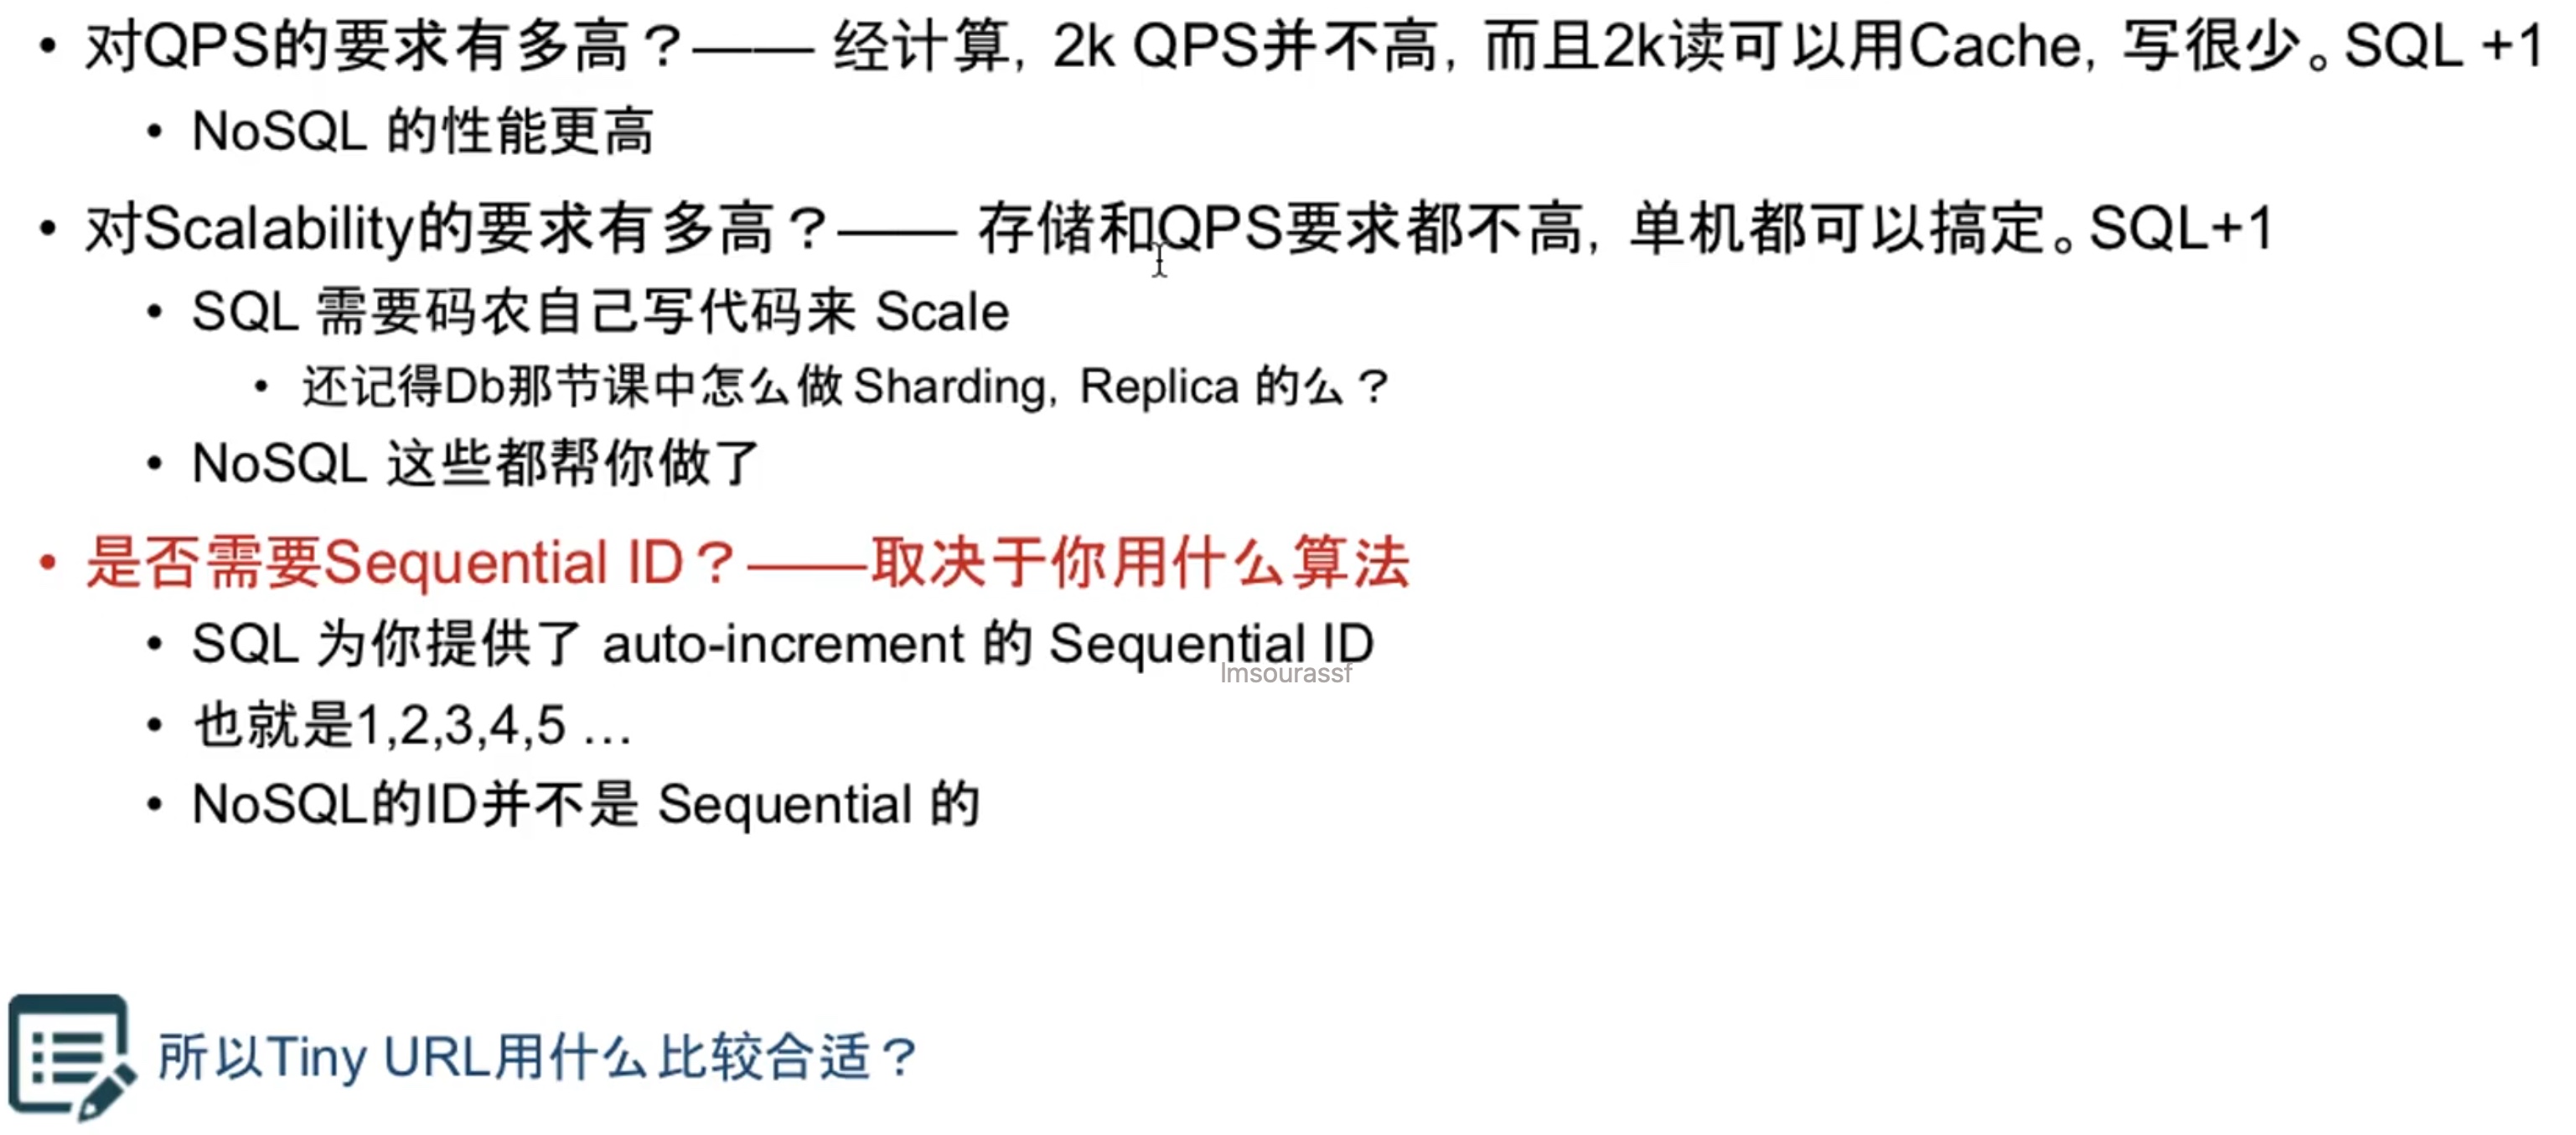 • 对QPS的要求有多高？—— 经计算, 2k QPS并不高, 而且2k读可以用Cache, 写很少。SQL +1
• NoSQL 的性能更高
• 对Scalability的要求有多高？—— 存储和QPS要求都不高, 单机都可以搞定。SQL+1
• SQL 需要码农自己写代码来 Scale
• 还记得Db那节课中怎么做 Sharding, Replica 的么？
• NoSQL 这些都帮你做了
• 是否需要Sequential ID？——取决于你用什么算法
• SQL 为你提供了 auto-increment 的 Sequential ID
lmsourassf
• 也就是1,2,3,4,5 …
• NoSQL的ID并不是 Sequential 的
所以Tiny URL用什么比较合适？